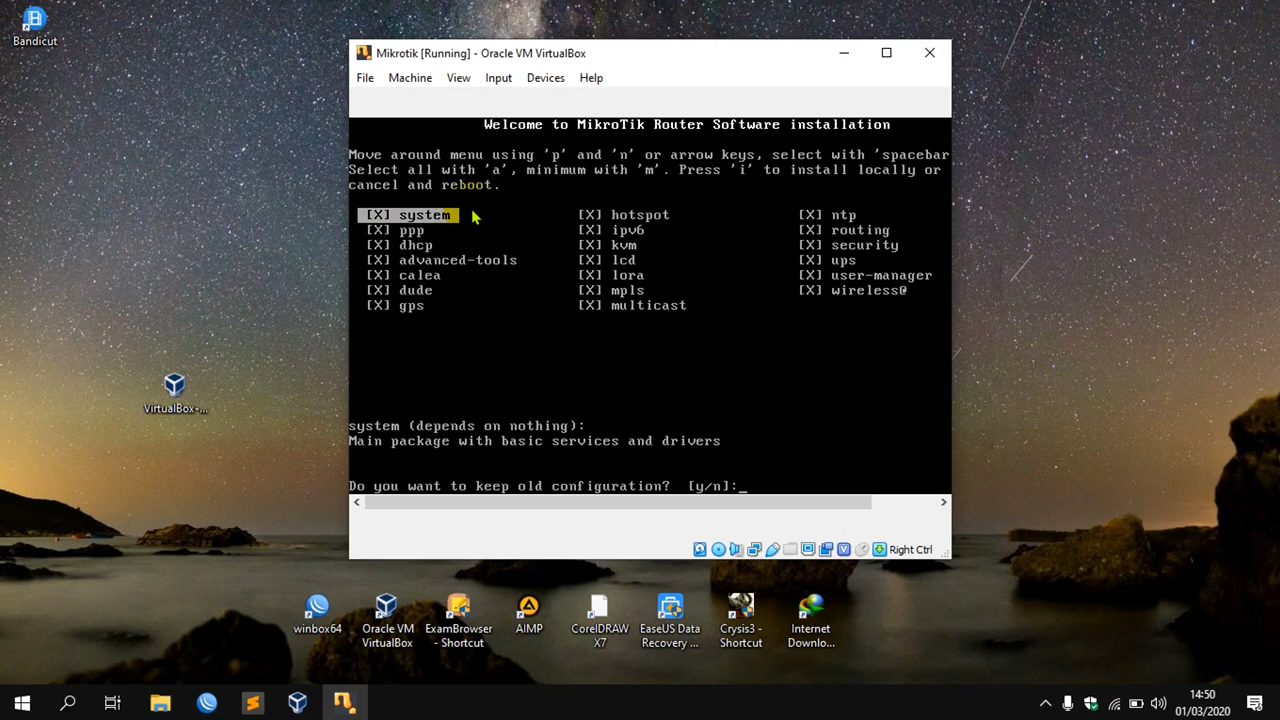 Bandicut
Mikrotik [Running] - Oracle VM VirtualBox
File Machine View Input Devices Help
Welcome to MikroTik Router Software installation
Move around menu using 'p' and 'n' or arrow keys, select with 'spacebar
Select all with 'a', minimum with 'm'. Press 'i' to install locally or
cancel and reboot.
[X] system [X] hotspot [X] ntp
[X] ppp [X] ipv6 [X] routing
[X] dhcp [X] kvm [X] security
[X] advanced-tools [X] lcd [X] ups
[X] calea [X] lora [X] user-manager
[X] dude [X] mpls [X] wireless@
[X] gps [X] multicast
VirtualBox-...
system (depends on nothing):
Main package with basic services and drivers
Do you want to keep old configuration? [y/n]:_
Right Ctrl
winbox64
Oracle VM
VirtualBox
ExamBrowser
- Shortcut
AIMP
CorelDRAW
X7
EaseUS Data
Recovery ...
Crysis3 -
Shortcut
Internet
Downlo...
14:50
01/03/2020